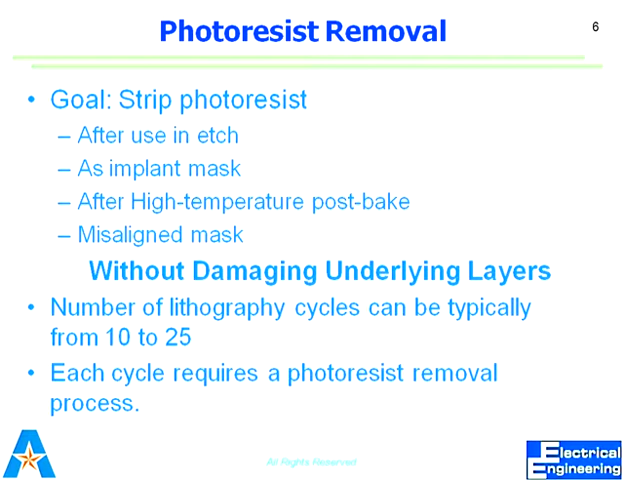 Photoresist Removal
6
• Goal: Strip photoresist
– After use in etch
– As implant mask
– After High-temperature post-bake
– Misaligned mask
Without Damaging Underlying Layers
• Number of lithography cycles can be typically
from 10 to 25
• Each cycle requires a photoresist removal
process.
All Rights Reserved
Electrical
Engineering